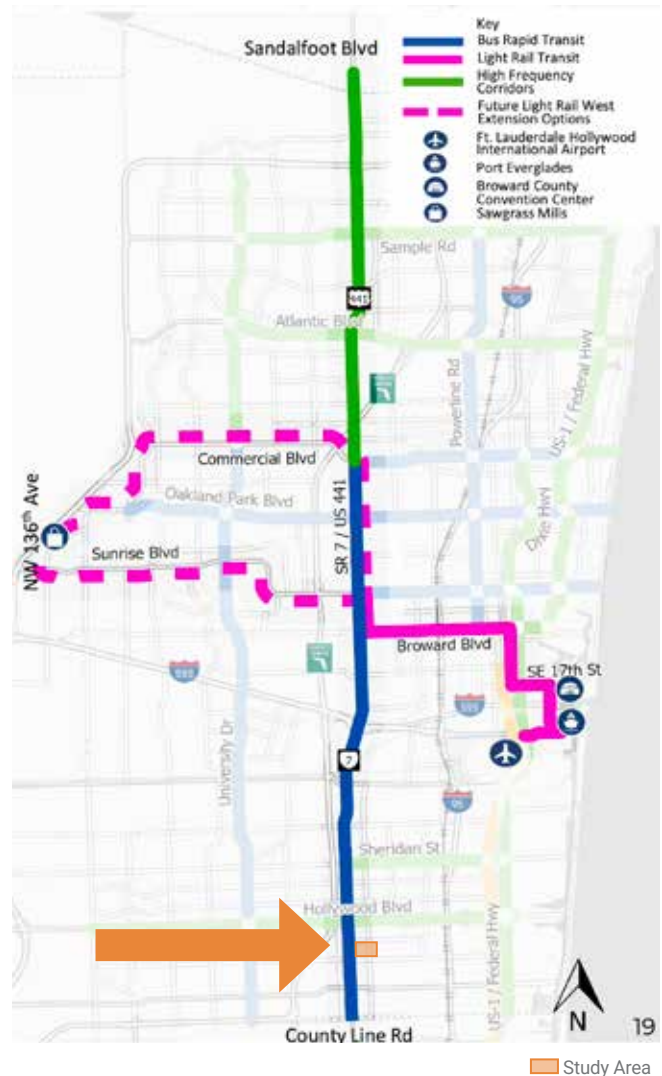 Sandalfoot Blvd
Key
Bus Rapid Transit
Light Rail Transit
High Frequency
Corridors
Future Light Rail West
Extension Options
Ft. Lauderdale Hollywood
International Airport
Port Everglades
Broward County
Convention Center
Sawgrass Mills
Sample Rd
441
95
Atlantic Blvd
US-1 / Federal Hwy
Powerline Rd
Commercial Blvd
Oakland Park Blvd
SR 7 / US 441
Dixie Hwy
NW 136th Ave
Sunrise Blvd
Broward Blvd
SE 17th St
595
595
University Dr
7
95
Sheridan St
Hollywood Blvd
US-1 / Federal Hwy
County Line Rd
N
19
Study Area